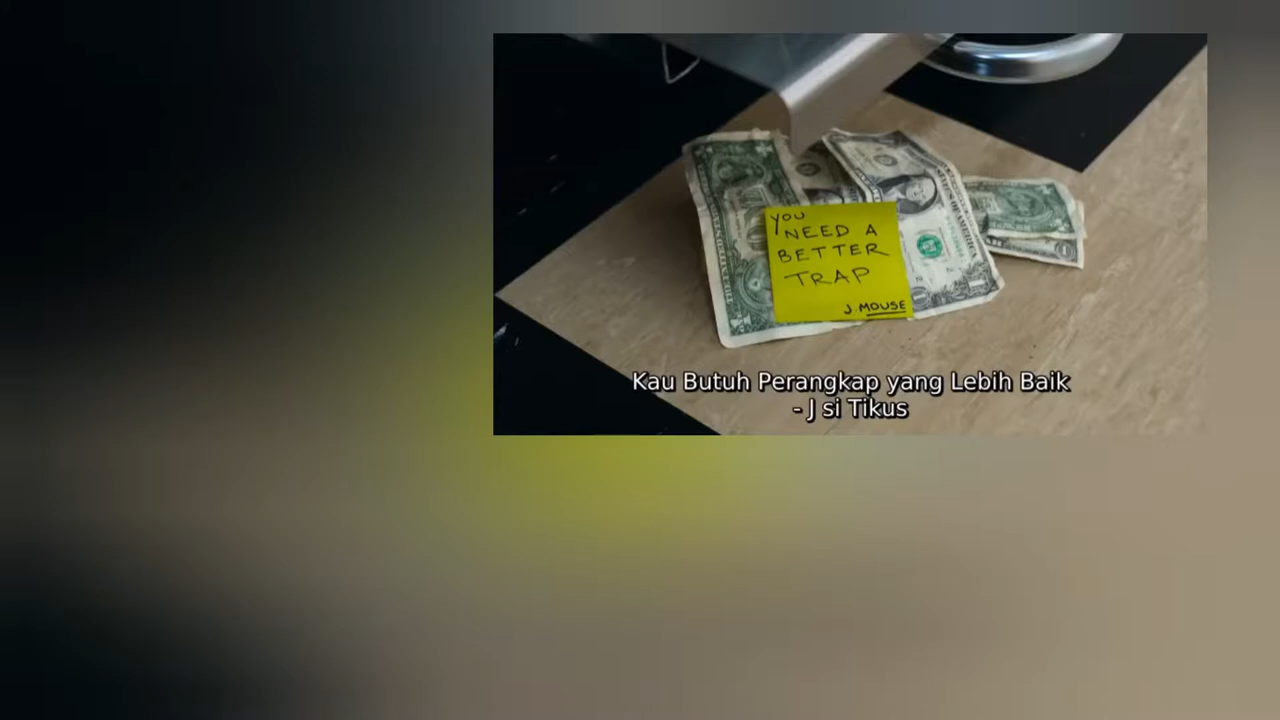 YOU
NEED A
BETTER
TRAP
J. MOUSE
Kau Butuh Perangkap yang Lebih Baik
- J si Tikus